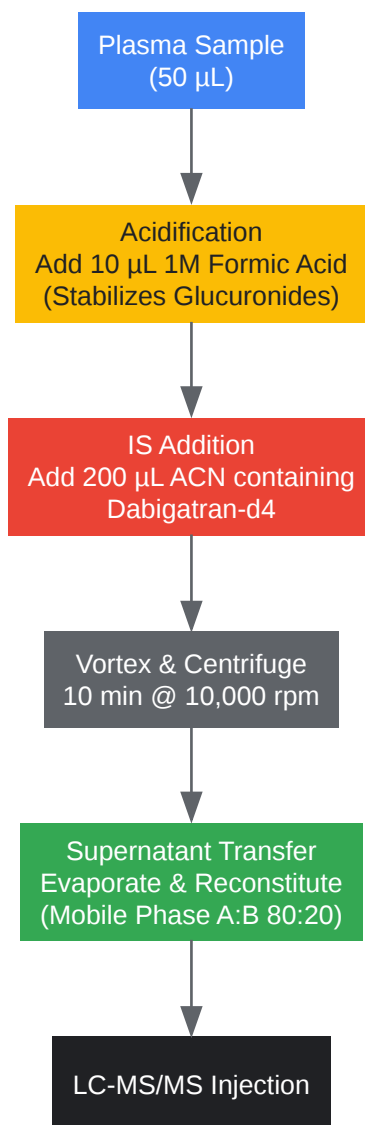 Plasma Sample
(50 µL)
Acidification
Add 10 µL 1M Formic Acid
(Stabilizes Glucuronides)
IS Addition
Add 200 µL ACN containing
Dabigatran-d4
Vortex & Centrifuge
10 min @ 10,000 rpm
Supernatant Transfer
Evaporate & Reconstitute
(Mobile Phase A:B 80:20)
LC-MS/MS Injection